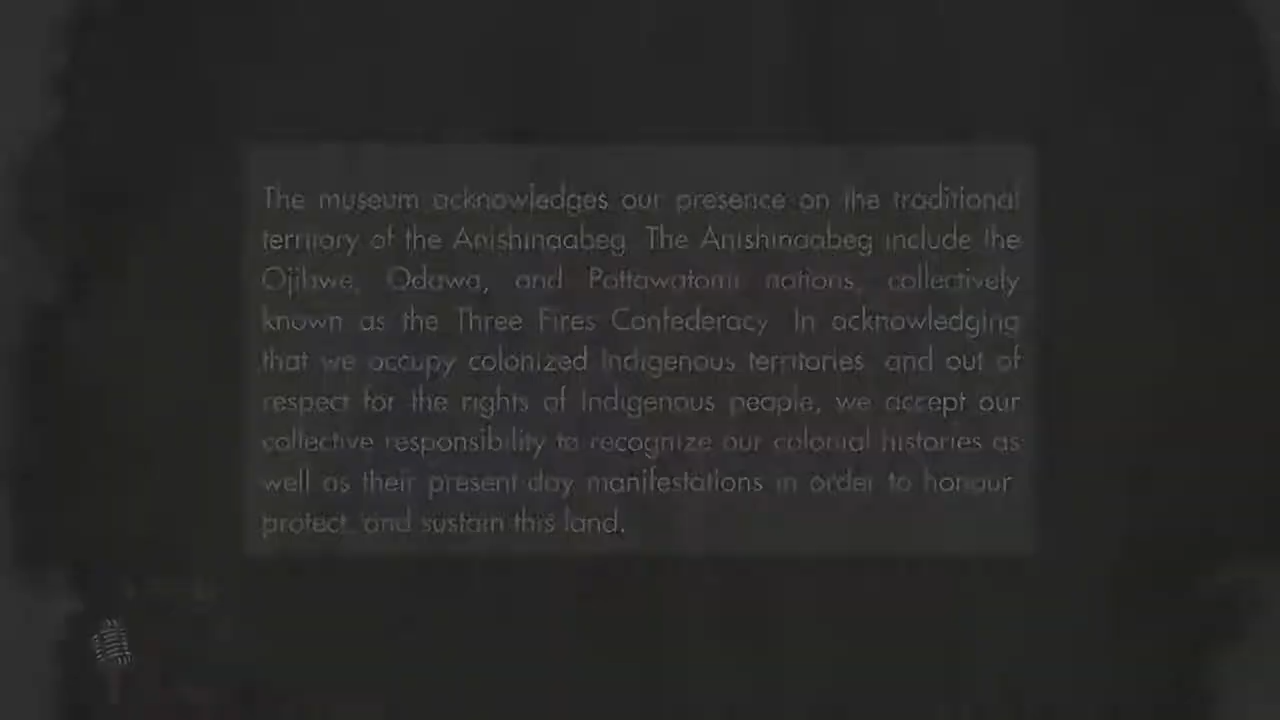 The museum acknowledges our presence on the traditional
territory of the Anishinaabeg. The Anishinaabeg include the
Ojibwe, Odawa, and Pottawatomi nations, collectively
known as the Three Fires Confederacy. In acknowledging
that we occupy colonized Indigenous territories, and out of
respect for the rights of Indigenous people, we accept our
collective responsibility to recognize our colonial histories as
well as their present-day manifestations in order to honour,
protect, and sustain this land.